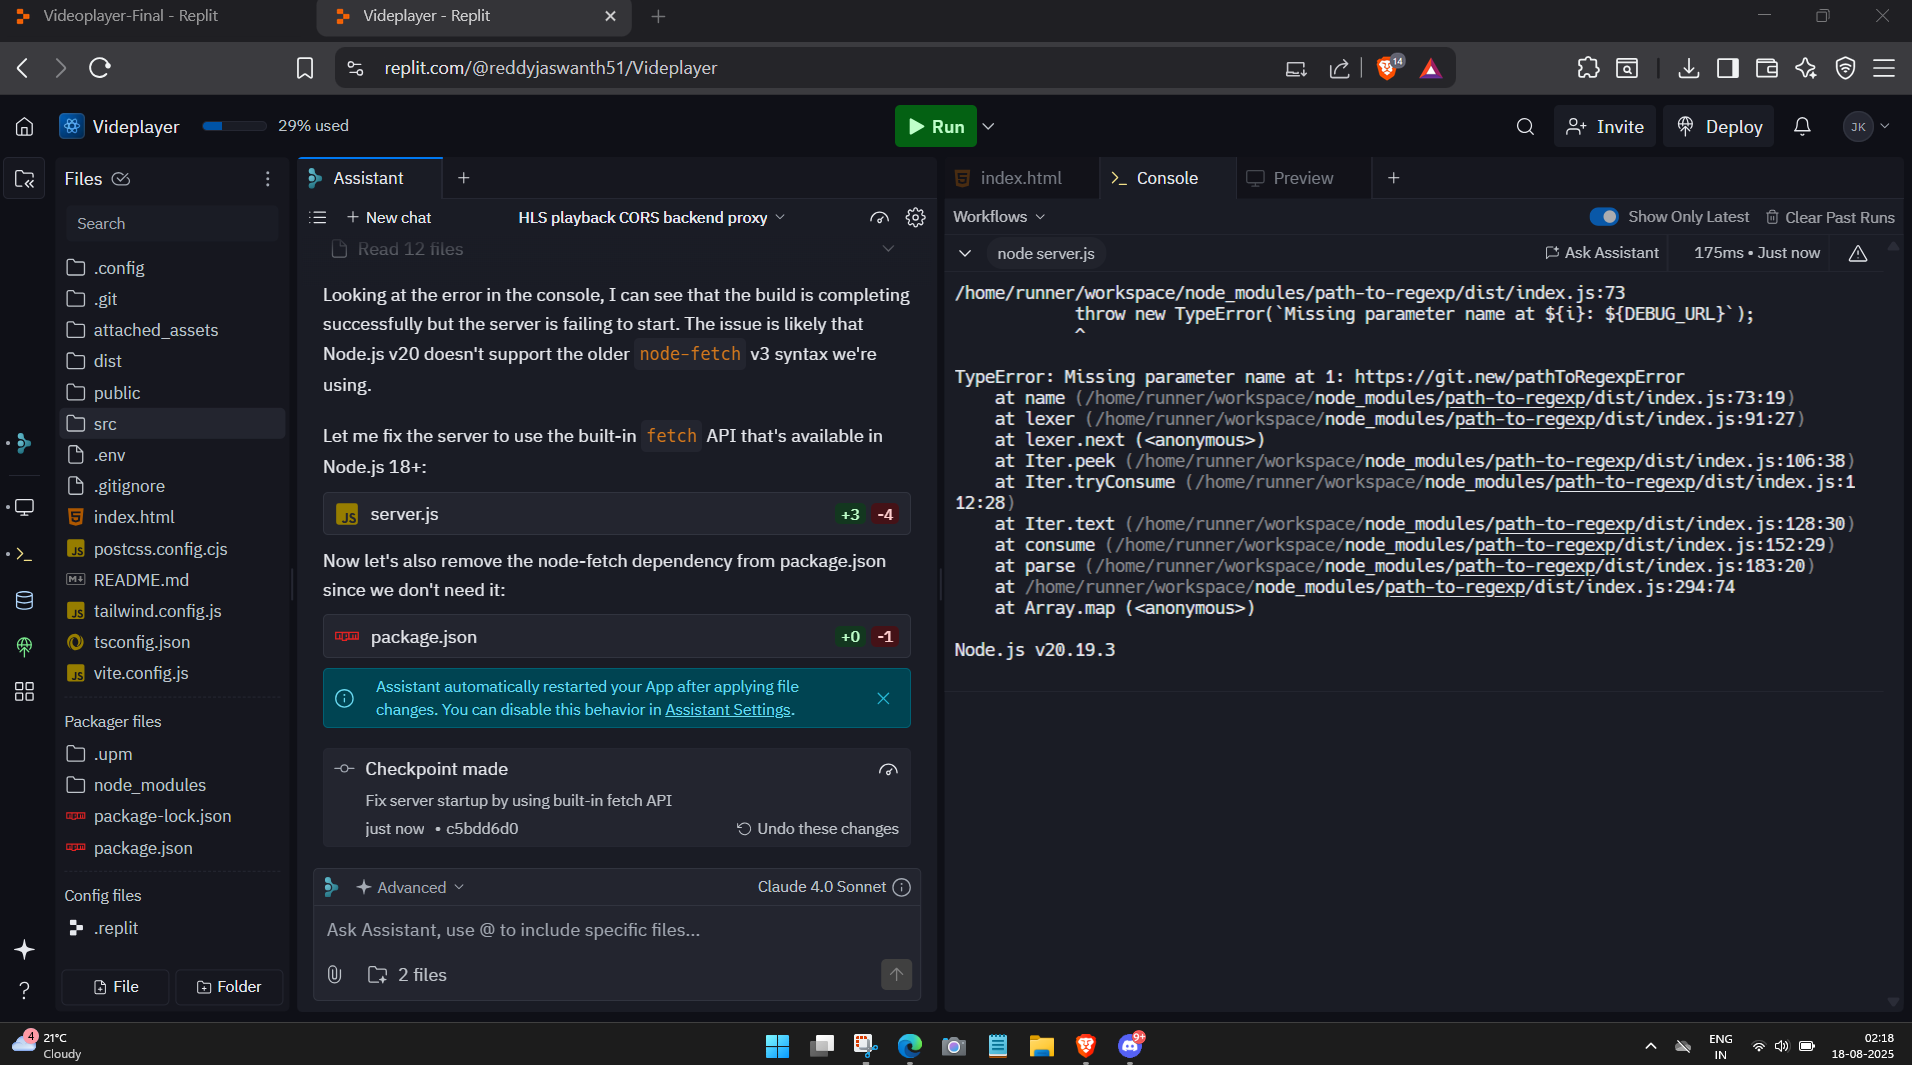 Videoplayer-Final - Replit
Videplayer - Replit
replit.com/@reddyjaswanth51/Videplayer
14
Videplayer
29% used
Run
Invite
Deploy
JK
Files
Search
.config
.git
attached_assets
dist
public
src
.env
.gitignore
index.html
JS postcss.config.cjs
README.md
JS tailwind.config.js
tsconfig.json
JS vite.config.js
Packager files
.upm
node_modules
package-lock.json
package.json
Config files
.replit
File
Folder
Assistant
New chat
HLS playback CORS backend proxy
Read 12 files
Looking at the error in the console, I can see that the build is completing
successfully but the server is failing to start. The issue is likely that
Node.js v20 doesn't support the older node-fetch v3 syntax we're
using.
Let me fix the server to use the built-in fetch API that's available in
Node.js 18+:
JS server.js +3 -4
Now let's also remove the node-fetch dependency from package.json
since we don't need it:
package.json +0 -1
Assistant automatically restarted your App after applying file
changes. You can disable this behavior in Assistant Settings.
Checkpoint made
Fix server startup by using built-in fetch API
just now • c5bdd6d0
Undo these changes
Advanced
Claude 4.0 Sonnet
Ask Assistant, use @ to include specific files...
2 files
index.html
Console
Preview
Workflows
Show Only Latest
Clear Past Runs
node server.js
Ask Assistant
175ms • Just now
/home/runner/workspace/node_modules/path-to-regexp/dist/index.js:73
throw new TypeError(`Missing parameter name at ${i}: ${DEBUG_URL}`);
^
TypeError: Missing parameter name at 1: https://git.new/pathToRegexpError
at name (/home/runner/workspace/node_modules/path-to-regexp/dist/index.js:73:19)
at lexer (/home/runner/workspace/node_modules/path-to-regexp/dist/index.js:91:27)
at lexer.next (<anonymous>)
at Iter.peek (/home/runner/workspace/node_modules/path-to-regexp/dist/index.js:106:38)
at Iter.tryConsume (/home/runner/workspace/node_modules/path-to-regexp/dist/index.js:1
12:28)
at Iter.text (/home/runner/workspace/node_modules/path-to-regexp/dist/index.js:128:30)
at consume (/home/runner/workspace/node_modules/path-to-regexp/dist/index.js:152:29)
at parse (/home/runner/workspace/node_modules/path-to-regexp/dist/index.js:183:20)
at /home/runner/workspace/node_modules/path-to-regexp/dist/index.js:294:74
at Array.map (<anonymous>)
Node.js v20.19.3
4
21°C
Cloudy
9+
ENG
IN
02:18
18-08-2025